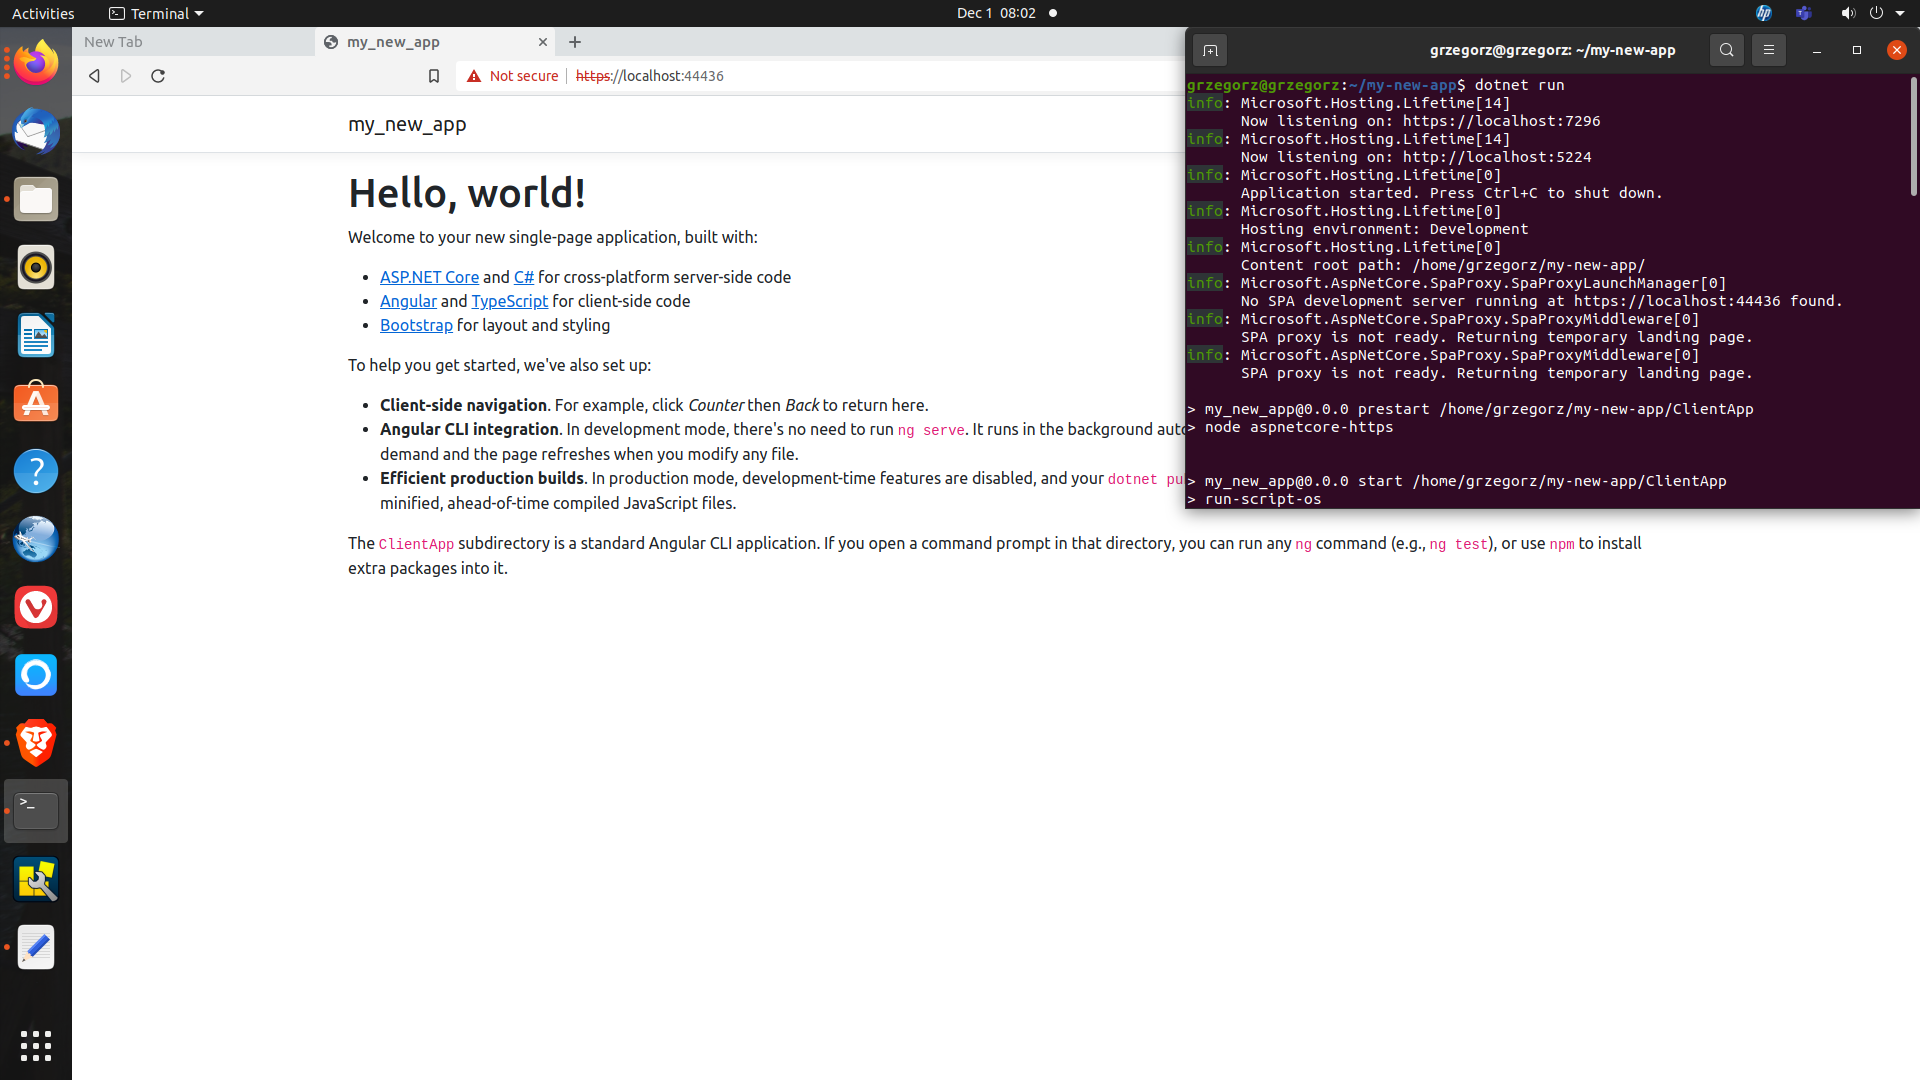 Activities
Terminal
Dec 1 08:02
hp
New Tab
my_new_app
Not secure
https://localhost:44436
my_new_app
Hello, world!
Welcome to your new single-page application, built with:
ASP.NET Core and C# for cross-platform server-side code
Angular and TypeScript for client-side code
Bootstrap for layout and styling
To help you get started, we've also set up:
Client-side navigation. For example, click Counter then Back to return here.
Angular CLI integration. In development mode, there's no need to run ng serve. It runs in the background aut
demand and the page refreshes when you modify any file.
Efficient production builds. In production mode, development-time features are disabled, and your dotnet pu
minified, ahead-of-time compiled JavaScript files.
The ClientApp subdirectory is a standard Angular CLI application. If you open a command prompt in that directory, you can run any ng command (e.g., ng test), or use npm to install
extra packages into it.
grzegorz@grzegorz: ~/my-new-app
grzegorz@grzegorz:~/my-new-app$ dotnet run
info: Microsoft.Hosting.Lifetime[14]
Now listening on: https://localhost:7296
info: Microsoft.Hosting.Lifetime[14]
Now listening on: http://localhost:5224
info: Microsoft.Hosting.Lifetime[0]
Application started. Press Ctrl+C to shut down.
info: Microsoft.Hosting.Lifetime[0]
Hosting environment: Development
info: Microsoft.Hosting.Lifetime[0]
Content root path: /home/grzegorz/my-new-app/
info: Microsoft.AspNetCore.SpaProxy.SpaProxyLaunchManager[0]
No SPA development server running at https://localhost:44436 found.
info: Microsoft.AspNetCore.SpaProxy.SpaProxyMiddleware[0]
SPA proxy is not ready. Returning temporary landing page.
info: Microsoft.AspNetCore.SpaProxy.SpaProxyMiddleware[0]
SPA proxy is not ready. Returning temporary landing page.
> my_new_app@0.0.0 prestart /home/grzegorz/my-new-app/ClientApp
> node aspnetcore-https
> my_new_app@0.0.0 start /home/grzegorz/my-new-app/ClientApp
> run-script-os